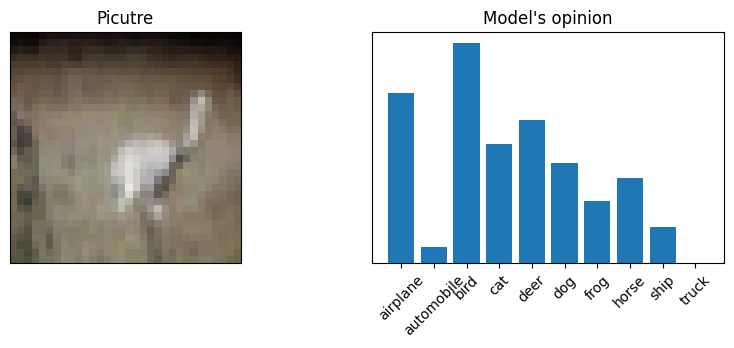 Picutre
Model's opinion
airplane
automobile
bird
cat
deer
dog
frog
horse
ship
truck